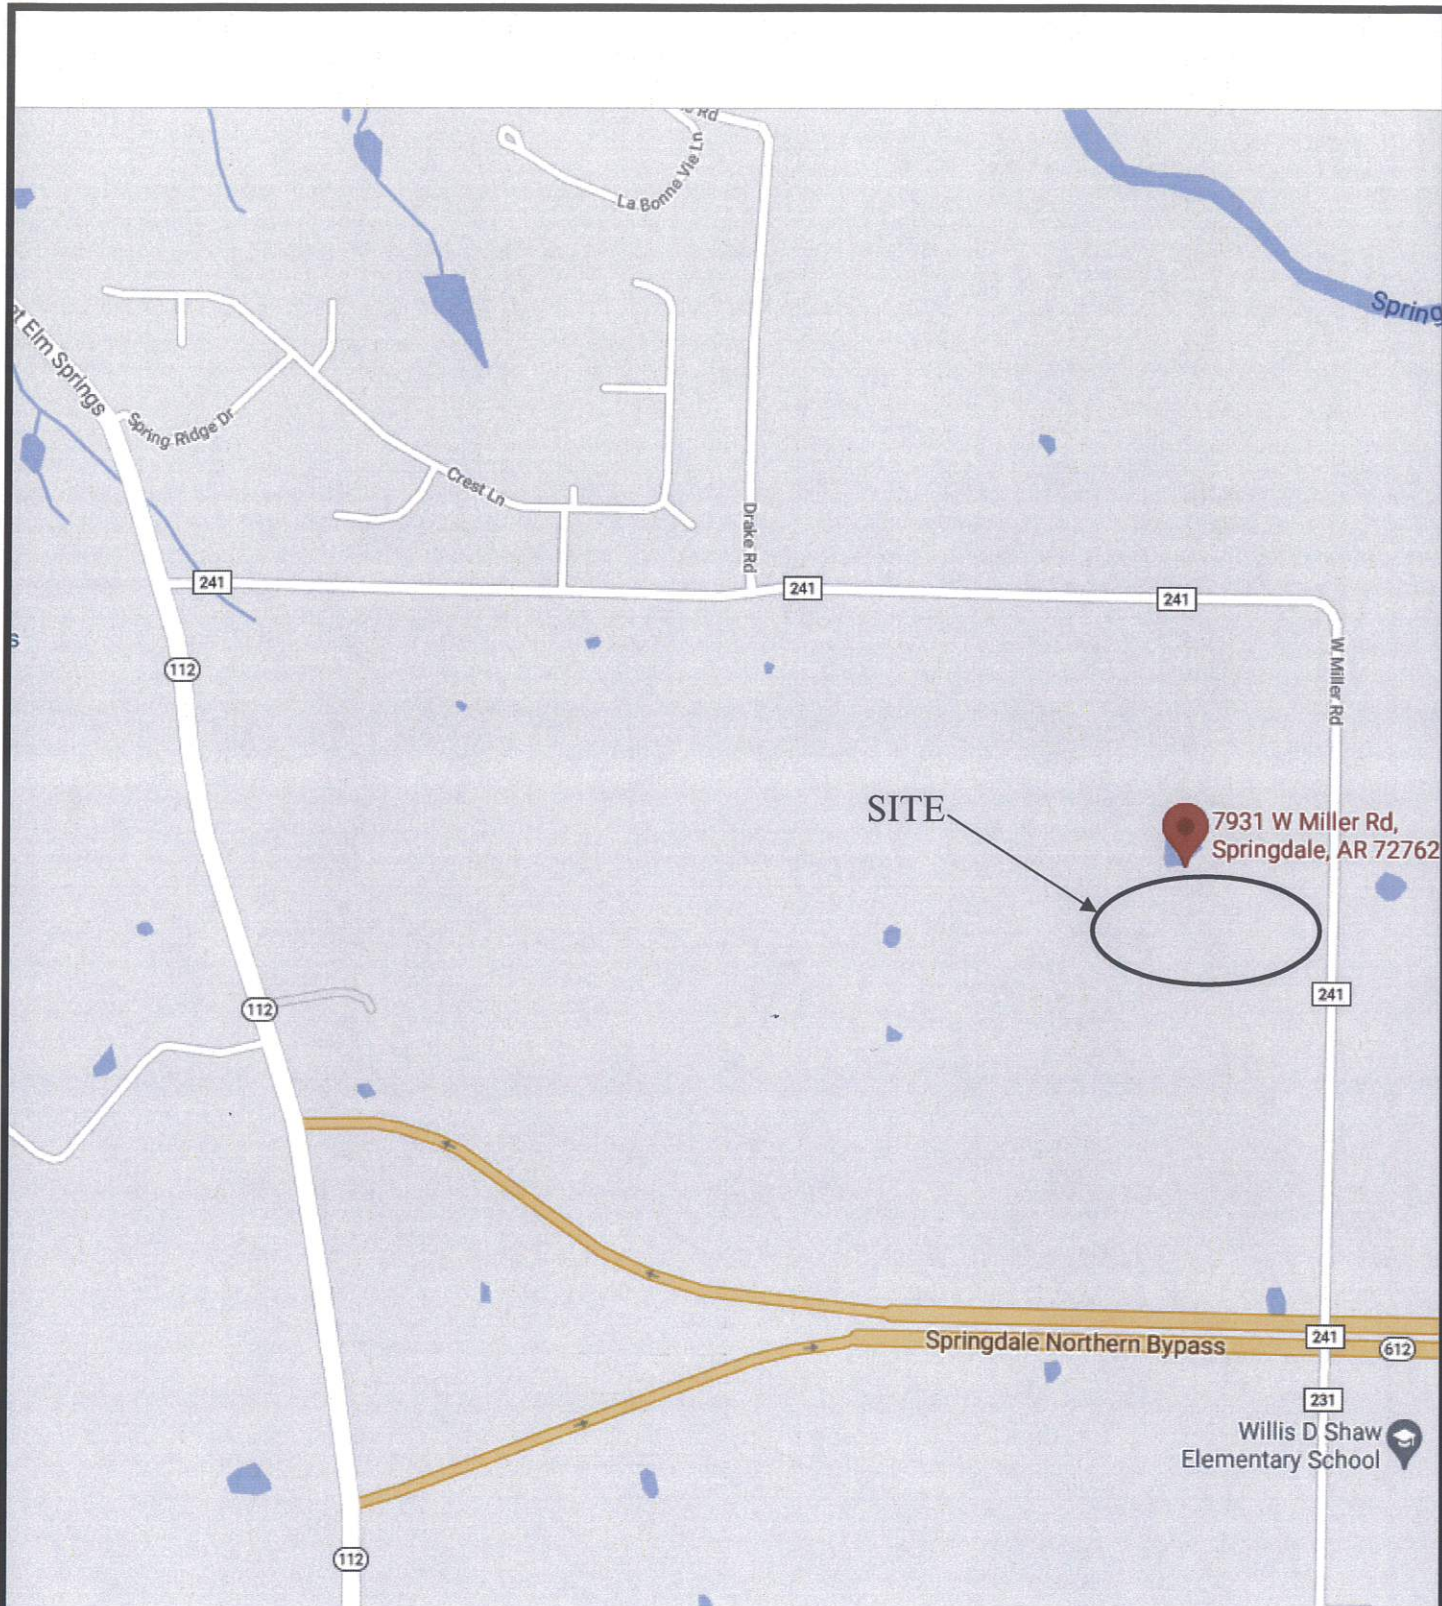 Rd
La Bonne Vie Ln
Spring
Elm Springs
Spring Ridge Dr
Crest Ln
Drake Rd
241
241
241
W Miller Rd
112
SITE
7931 W Miller Rd,
Springdale, AR 72762
241
112
Springdale Northern Bypass
241
612
231
Willis D Shaw
Elementary School
112